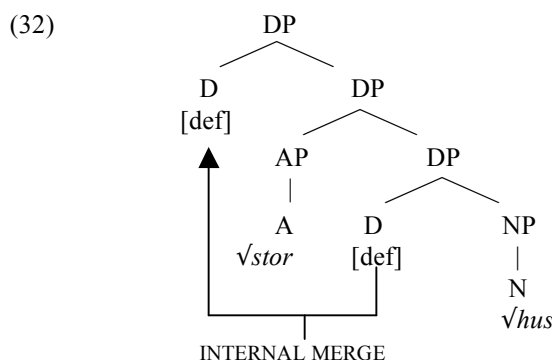 (32) DP
D DP
[def]
AP DP
A D NP
√stor [def]
N
√hus
INTERNAL MERGE